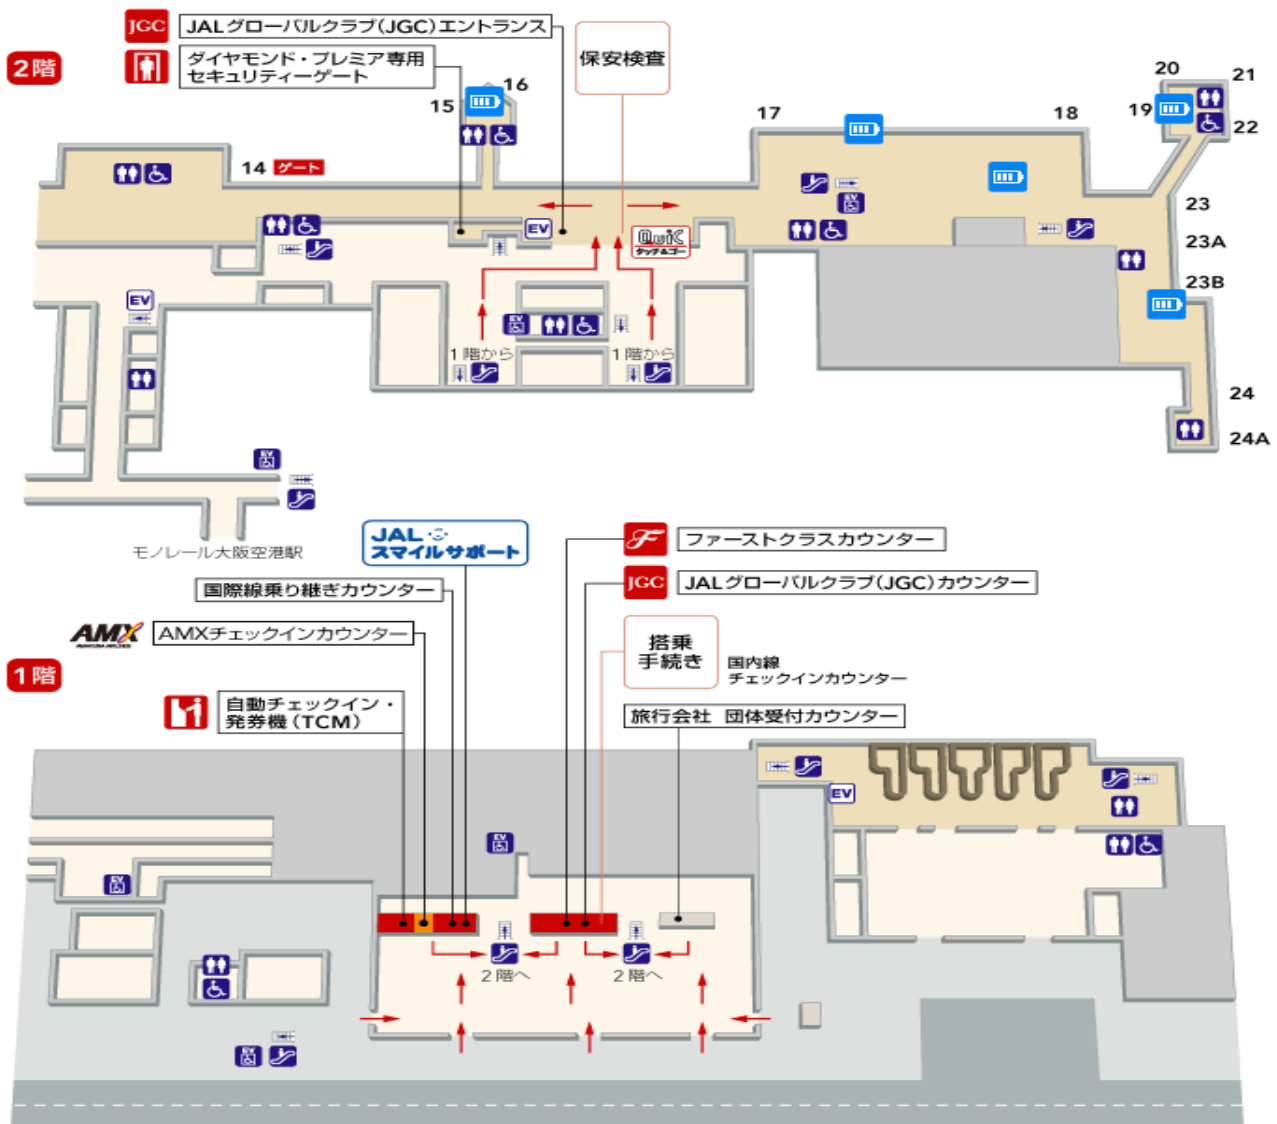 JGC
JALグローバルクラブ(JGC)エントランス
2階
ダイヤモンド・プレミア専用
セキュリティーゲート
保安検査
15
16
17
18
19
20
21
22
14 ゲート
23
23A
23B
24
24A
EV
QuiC
タッチ&ゴー
EV
EV
1階から
1階から
EV
モノレール大阪空港駅
JAL
スマイルサポート
ファーストクラスカウンター
国際線乗り継ぎカウンター
JGC
JALグローバルクラブ(JGC)カウンター
AMX
AMXチェックインカウンター
搭乗
手続き
国内線
チェックインカウンター
1階
自動チェックイン・
発券機(TCM)
旅行会社 団体受付カウンター
EV
EV
EV
2階へ
2階へ
EV